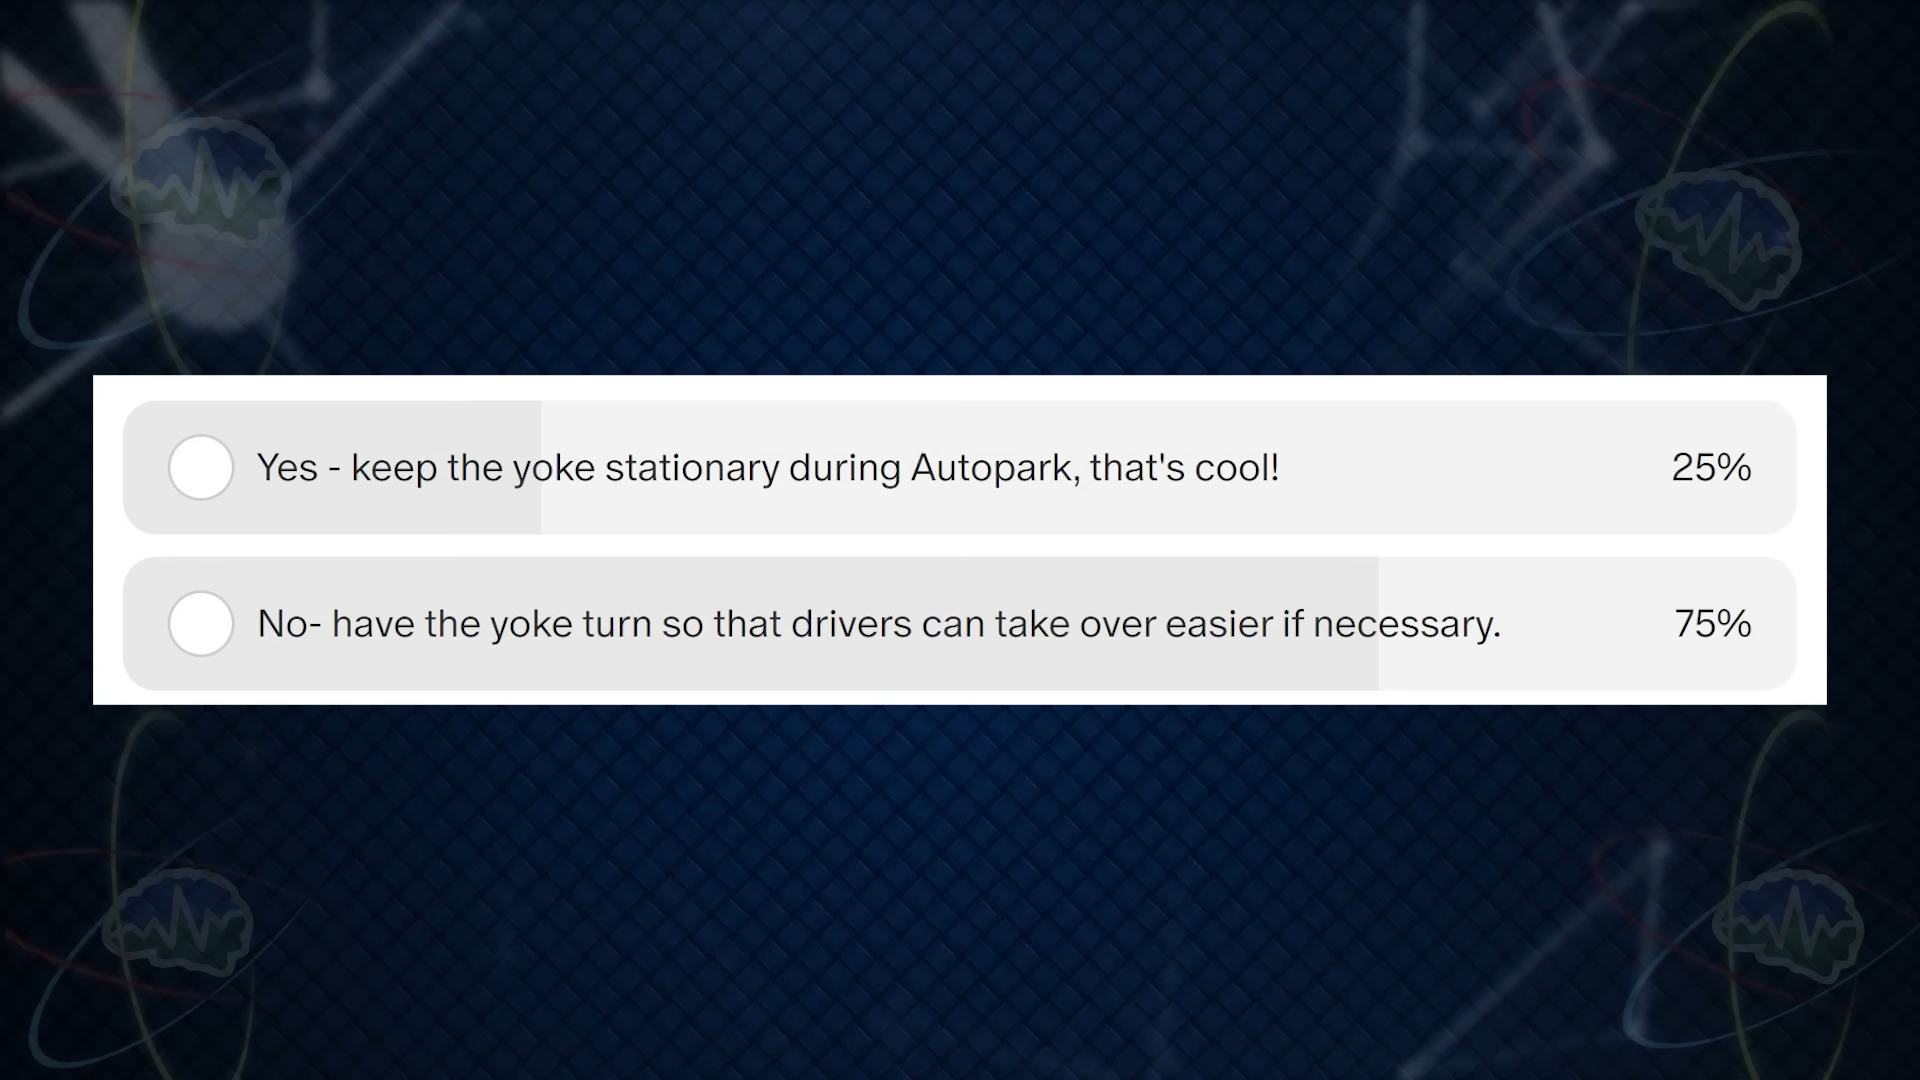 Yes - keep the yoke stationary during Autopark, that's cool! 25%
No- have the yoke turn so that drivers can take over easier if necessary. 75%